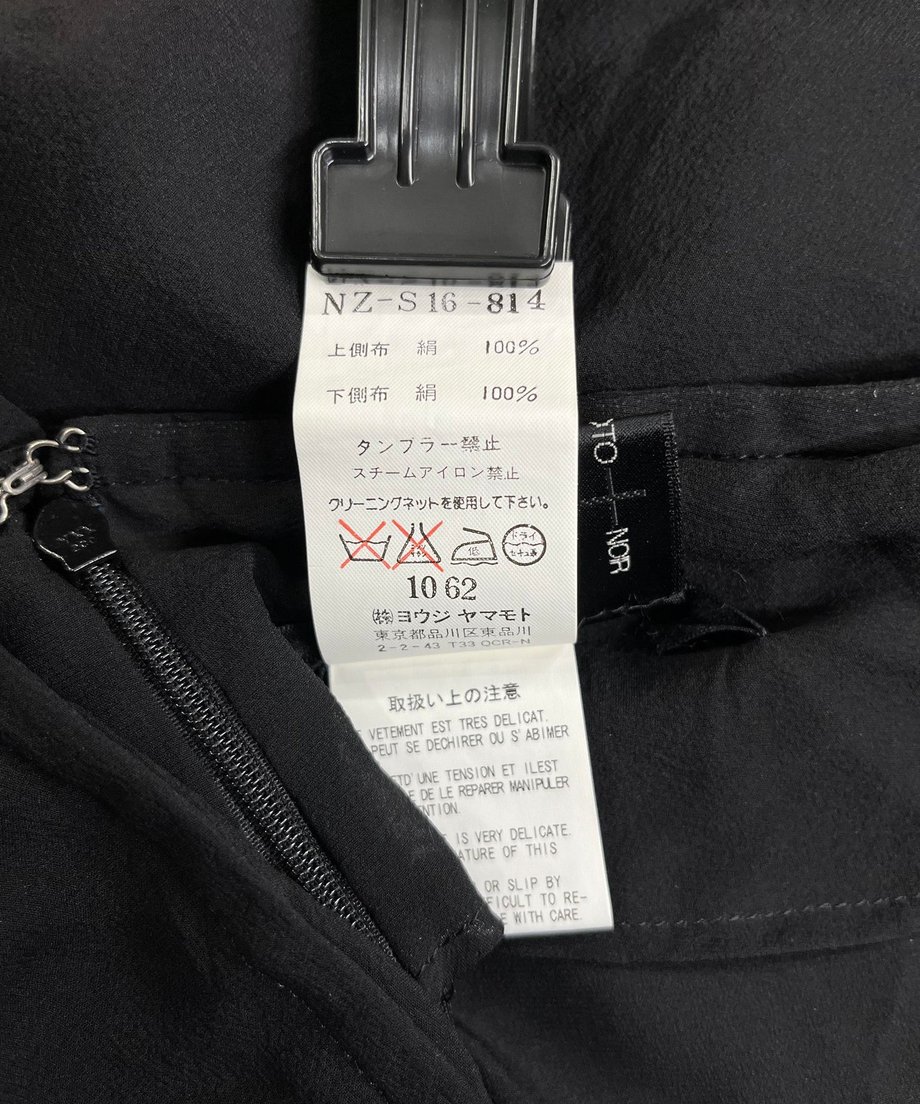 NZ-S16-814
上側布 絹 100%
下側布 絹 100%
タンブラー禁止
スチームアイロン禁止
クリーニングネットを使用して下さい。
低
ドライ
セキユ系
10 62
㈱ヨウジ ヤマモト
東京都品川区東品川
2-2-43 T33 OCR-N
取扱い上の注意
VETEMENT EST TRES DELICAT.
PEUT SE DECHIRER OU S'ABIMER
D'UNE TENSION ET ILEST
E DE LE REPARER MANIPULER
ENTION.
IS VERY DELICATE.
ATURE OF THIS
OR SLIP BY
FICULT TO RE-
E WITH CARE.
TO
NOIR